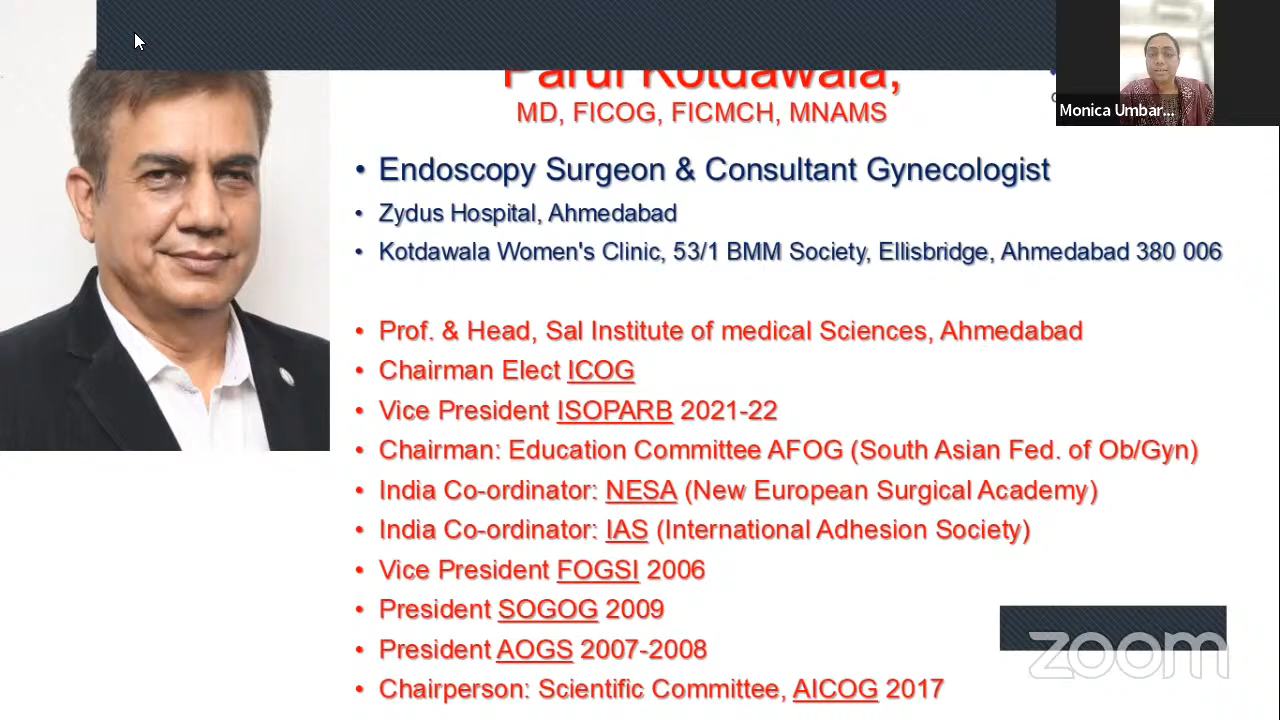 Parul Kotdawala,
MD, FICOG, FICMCH, MNAMS
Monica Umbar...
• Endoscopy Surgeon & Consultant Gynecologist
• Zydus Hospital, Ahmedabad
• Kotdawala Women's Clinic, 53/1 BMM Society, Ellisbridge, Ahmedabad 380 006
• Prof. & Head, Sal Institute of medical Sciences, Ahmedabad
• Chairman Elect ICOG
• Vice President ISOPARB 2021-22
• Chairman: Education Committee AFOG (South Asian Fed. of Ob/Gyn)
• India Co-ordinator: NESA (New European Surgical Academy)
• India Co-ordinator: IAS (International Adhesion Society)
• Vice President FOGSI 2006
• President SOGOG 2009
• President AOGS 2007-2008
• Chairperson: Scientific Committee, AICOG 2017
zoom